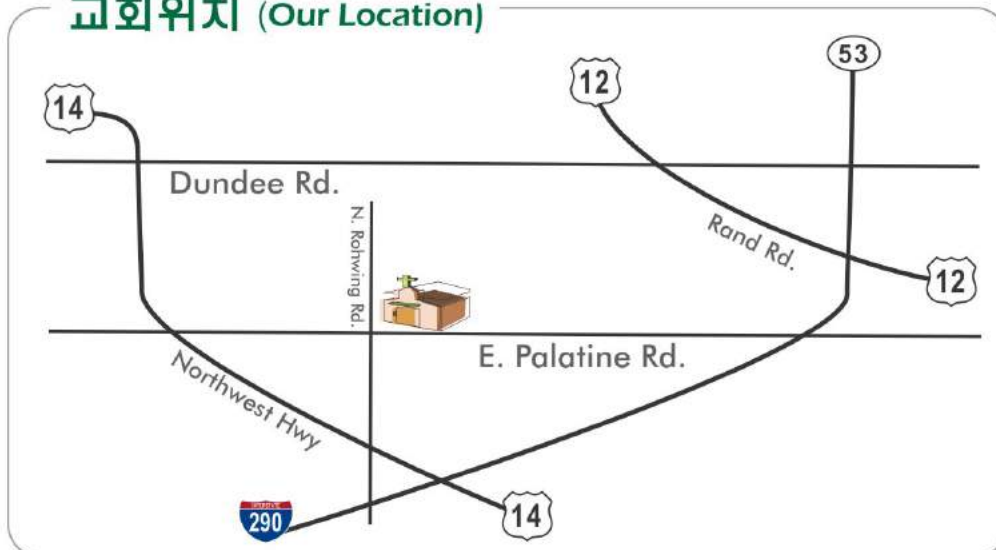 교회위치 (Our Location)
53
12
14
Dundee Rd.
N. Rohwing Rd.
Rand Rd.
12
E. Palatine Rd.
Northwest Hwy
INTERSTATE
290
14